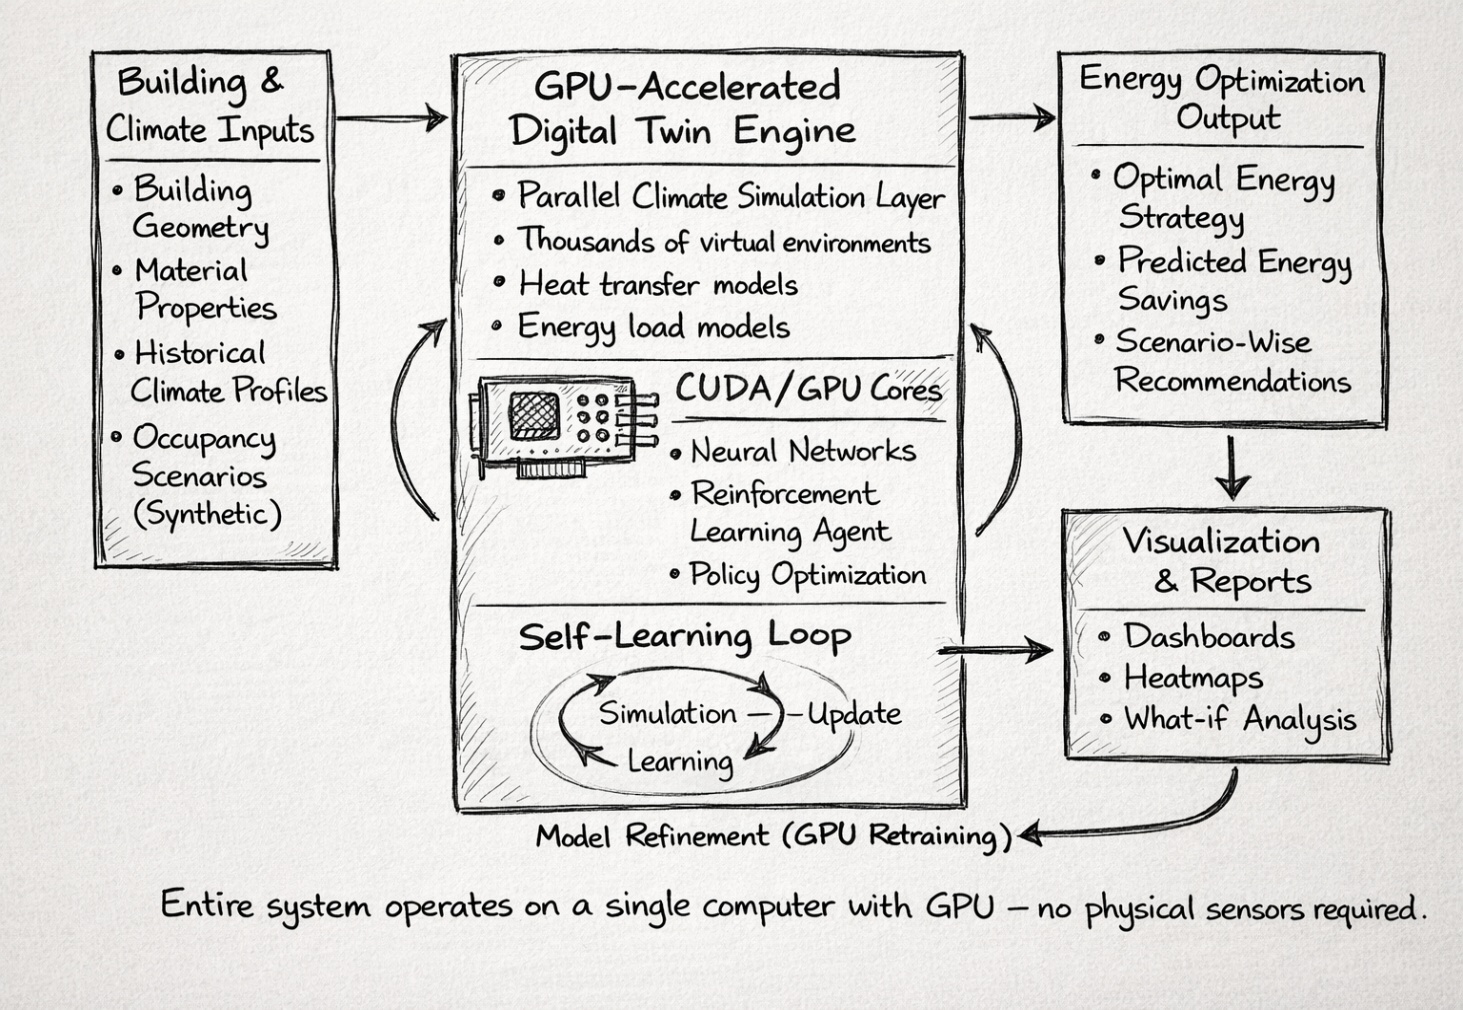 Building &
Climate Inputs
• Building
Geometry
• Material
Properties
• Historical
Climate Profiles
• Occupancy
Scenarios
(Synthetic)
GPU-Accelerated
Digital Twin Engine
• Parallel Climate Simulation Layer
• Thousands of virtual environments
• Heat transfer models
• Energy load models
CUDA/GPU Cores
• Neural Networks
• Reinforcement
Learning Agent
• Policy Optimization
Self-Learning Loop
Simulation — – Update
Learning
Energy Optimization
Output
• Optimal Energy
Strategy
• Predicted Energy
Savings
• Scenario-Wise
Recommendations
Visualization
& Reports
• Dashboards
• Heatmaps
• What-if Analysis
Model Refinement (GPU Retraining)
Entire system operates on a single computer with GPU – no physical sensors required.